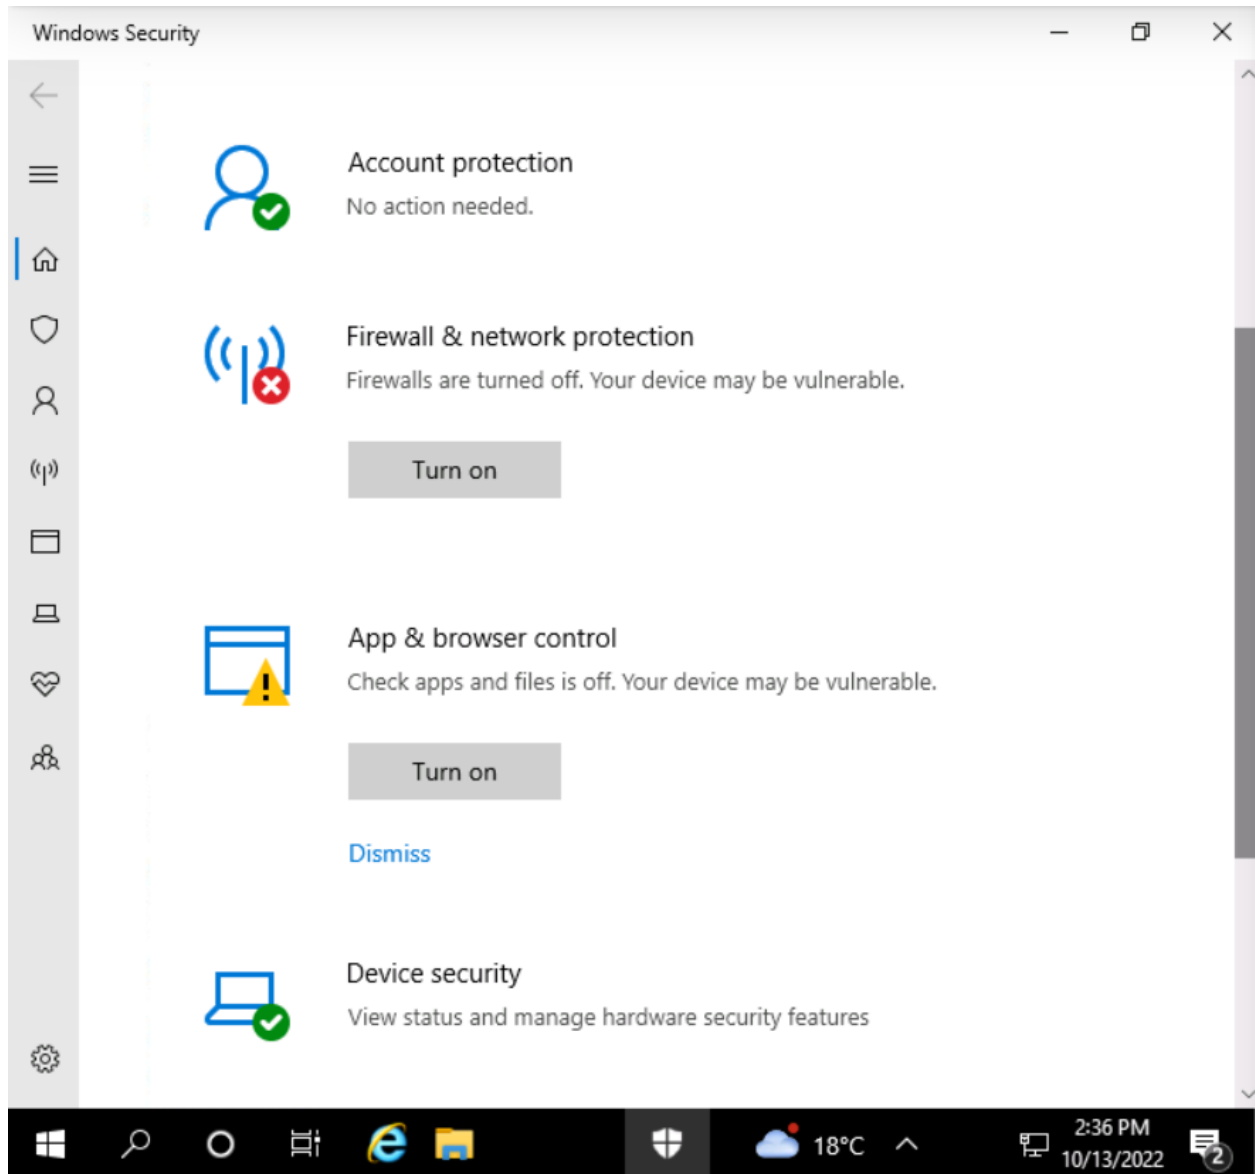 Windows Security
Account protection
No action needed.
Firewall & network protection
Firewalls are turned off. Your device may be vulnerable.
Turn on
App & browser control
Check apps and files is off. Your device may be vulnerable.
Turn on
Dismiss
Device security
View status and manage hardware security features
18°C
2:36 PM
10/13/2022
2